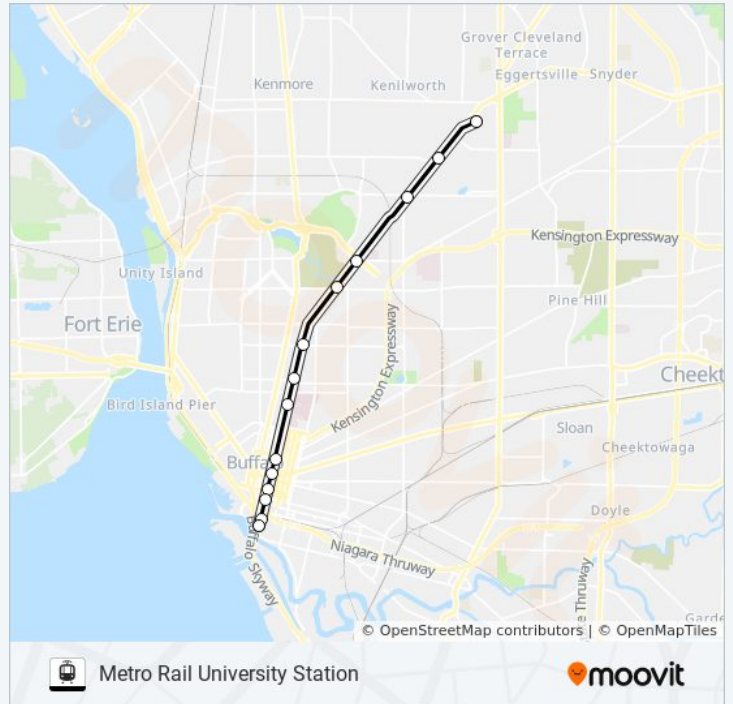 Grover Cleveland
Terrace
Eggertsville
Snyder
Kenmore
Kenilworth
Kensington Expressway
Unity Island
Pine Hill
Fort Erie
Kensington Expressway
Cheekt
Bird Island Pier
Sloan
Cheektowaga
Buffalo
Doyle
Buffalo Skyway
Niagara Thruway
e Thruway
Garde
© OpenStreetMap contributors | © OpenMapTiles
Metro Rail University Station
moovit